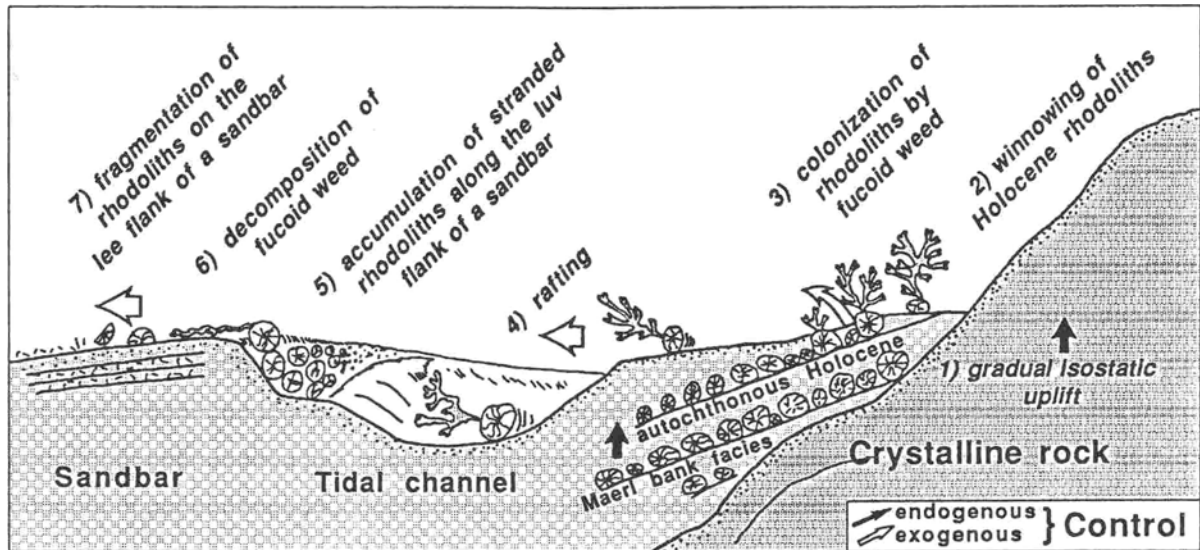 7) fragmentation of
rhodoliths on the
lee flank of a sandbar
6) decomposition of
fucoid weed
5) accumulation of stranded
rhodoliths along the luv
flank of a sandbar
4) rafting
3) colonization of
rhodoliths by
fucoid weed
2) winnowing of
Holocene rhodoliths
1) gradual isostatic
uplift
autochthonous Holocene
Maerl bank facies
Crystalline rock
Sandbar
Tidal channel
endogenous
exogenous
} Control